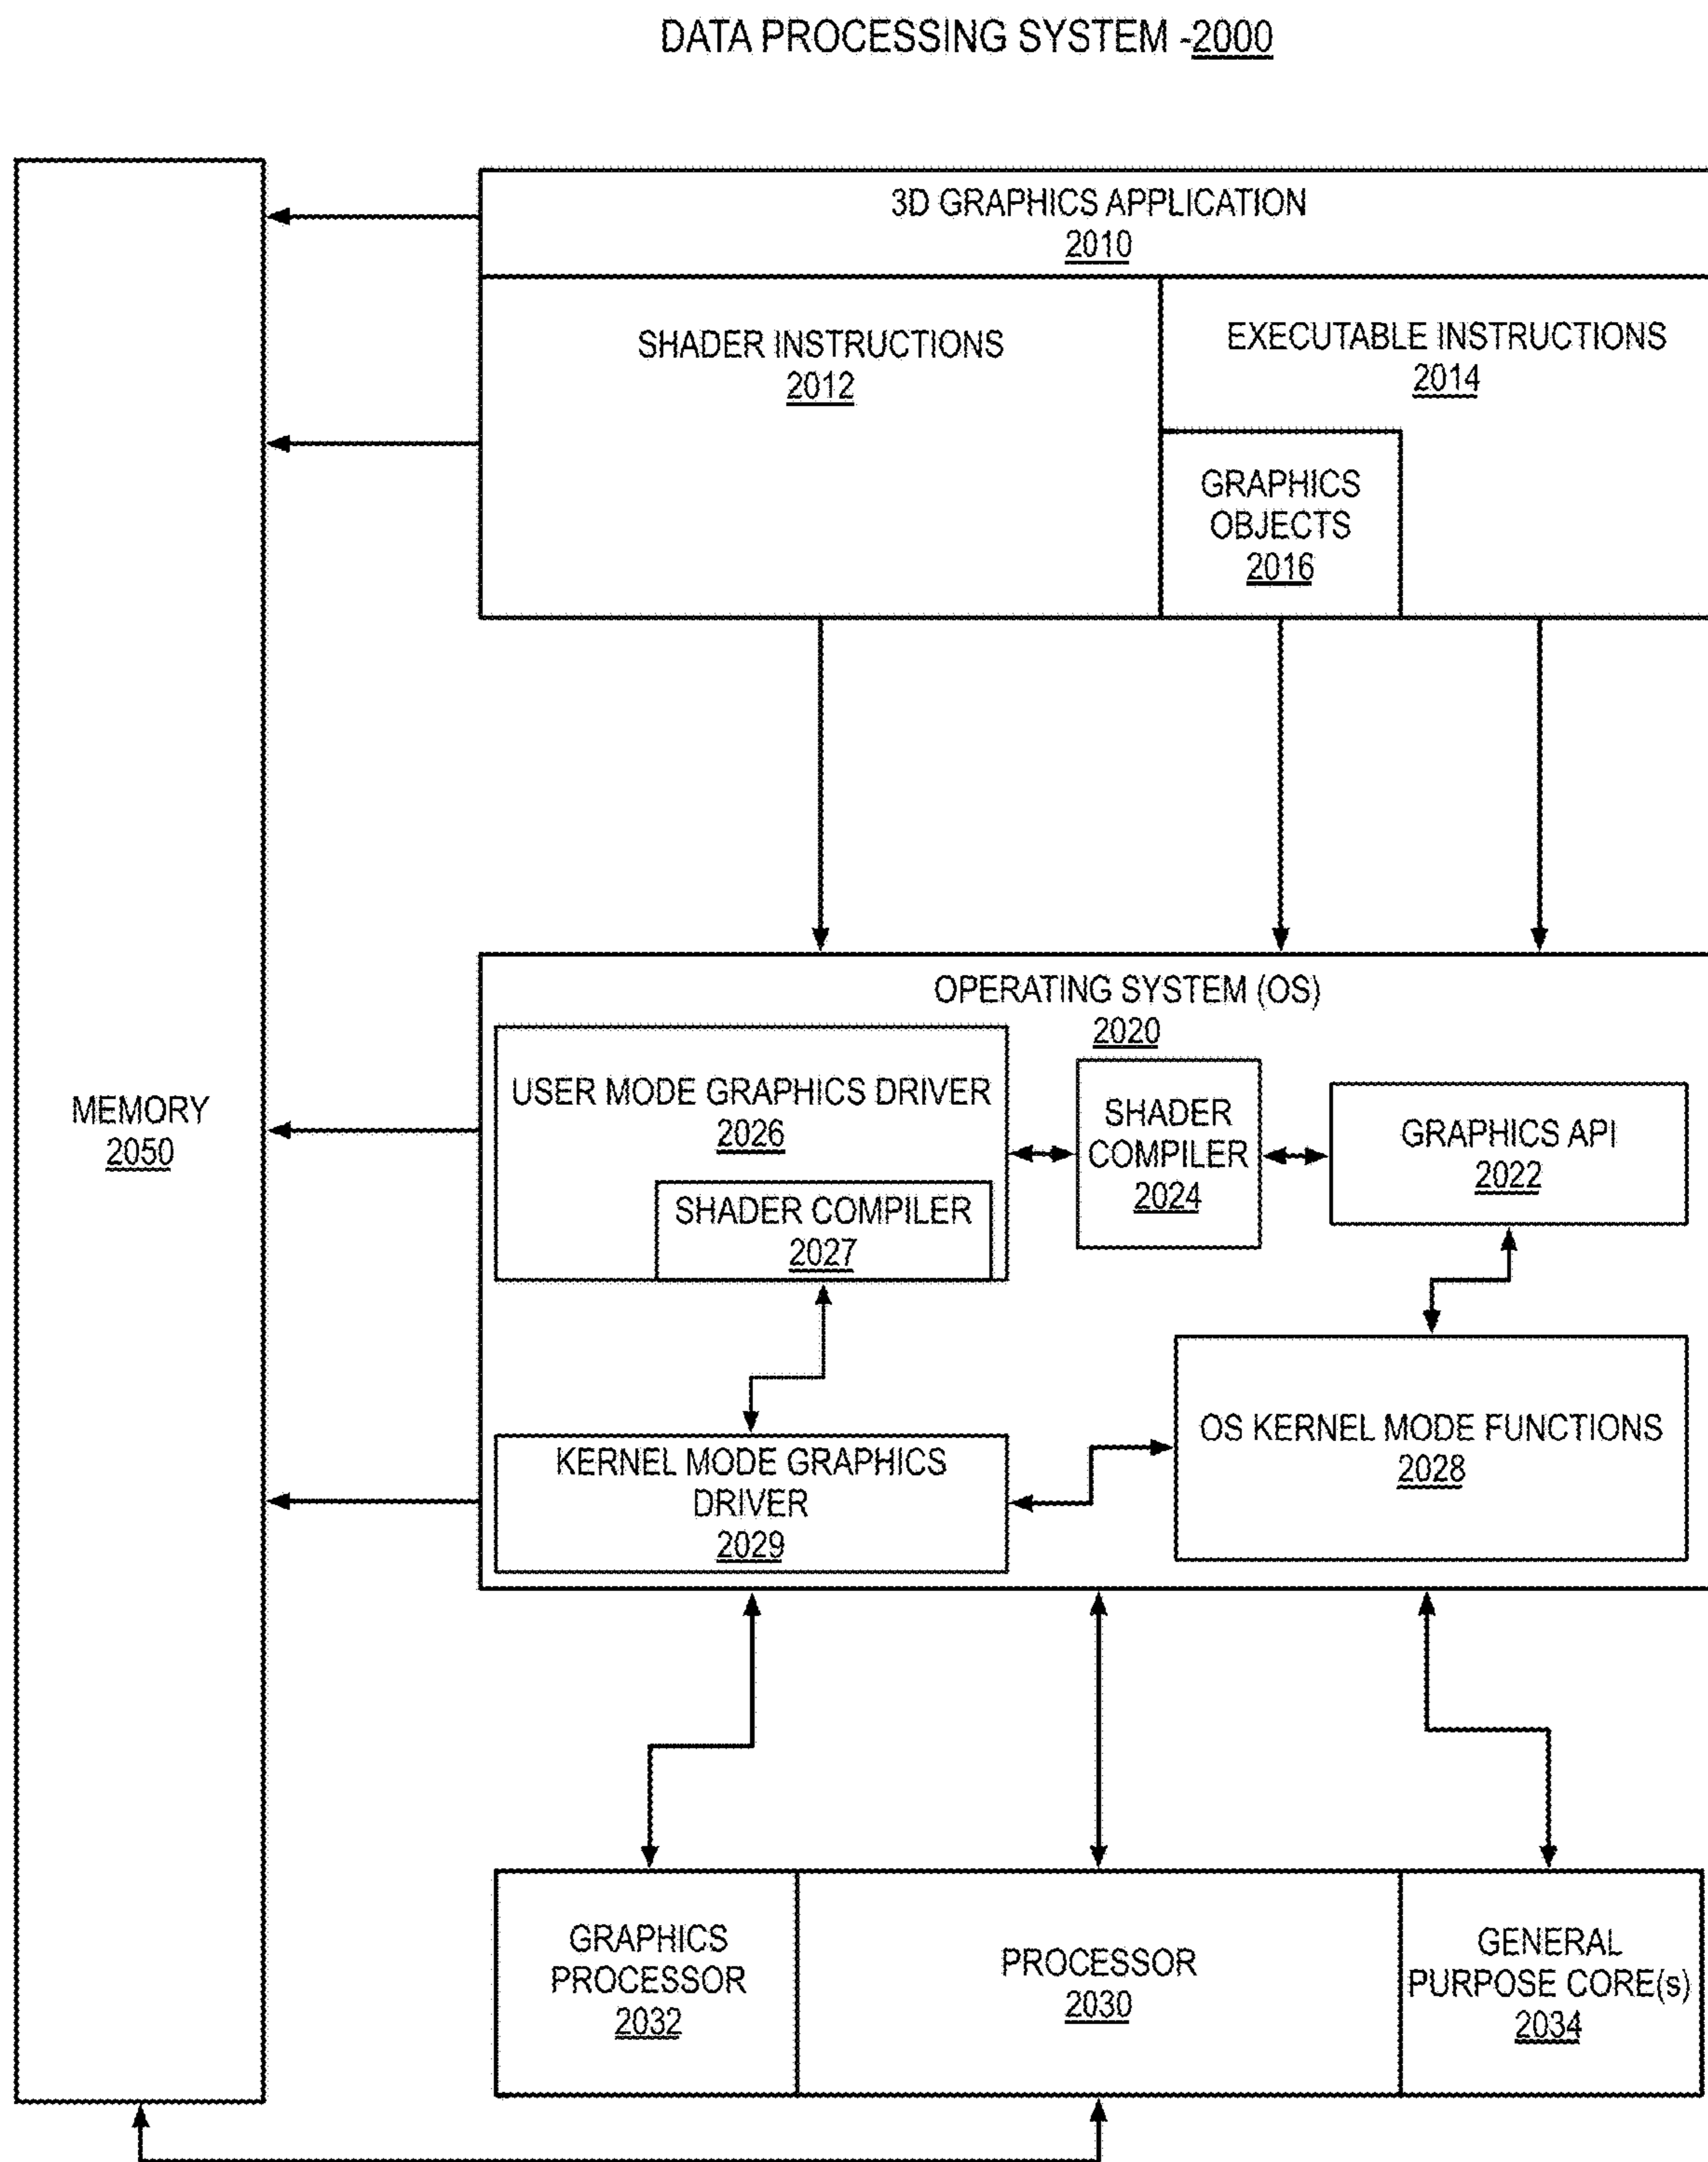 DATA PROCESSING SYSTEM -2000
3D GRAPHICS APPLICATION
2010
SHADER INSTRUCTIONS
2012
EXECUTABLE INSTRUCTIONS
2014
GRAPHICS
OBJECTS
2016
OPERATING SYSTEM (OS)
2020
USER MODE GRAPHICS DRIVER
2026
SHADER COMPILER
2027
SHADER
COMPILER
2024
GRAPHICS API
2022
MEMORY
2050
KERNEL MODE GRAPHICS
DRIVER
2029
OS KERNEL MODE FUNCTIONS
2028
GRAPHICS
PROCESSOR
2032
PROCESSOR
2030
GENERAL
PURPOSE CORE(s)
2034